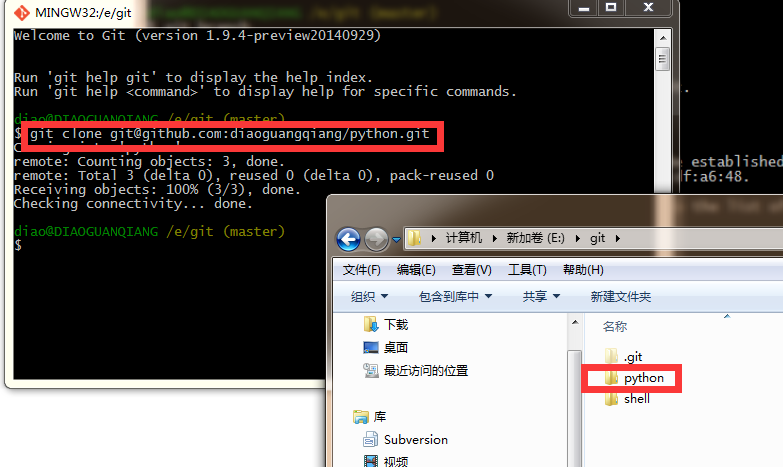 MINGW32:/e/git
Welcome to Git (version 1.9.4-preview20140929)
Run 'git help git' to display the help index.
Run 'git help <command>' to display help for specific commands.
diao@DIAOGUANQIANG /e/git (master)
$ git clone git@github.com:diaoguangqiang/python.git
remote: Counting objects: 3, done.
remote: Total 3 (delta 0), reused 0 (delta 0), pack-reused 0
Receiving objects: 100% (3/3), done.
Checking connectivity... done.
diao@DIAOGUANQIANG /e/git (master)
$
established
f:a6:48.
the list of
计算机 新加卷 (E:) git
文件(F) 编辑(E) 查看(V) 工具(T) 帮助(H)
组织 包含到库中 共享 新建文件夹
下载
桌面
最近访问的位置
库
Subversion
视频
名称
.git
python
shell